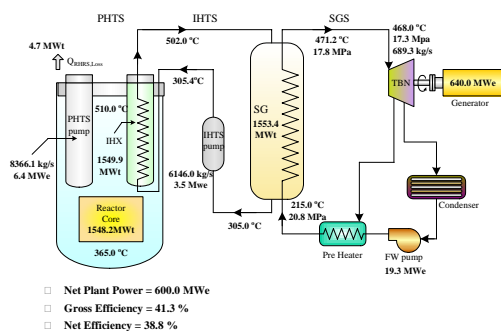 PHTS
IHTS
SGS
4.7 MWt
Q_RHRS,Loss
502.0 °C
471.2 °C
17.8 MPa
468.0 °C
17.3 MPa
689.3 kg/s
305.4°C
TBN
640.0 MWe
Generator
PHTS
pump
510.0 °C
IHX
1549.9
MWt
IHTS
pump
SG
1553.4
MWt
8366.1 kg/s
6.4 MWe
6146.0 kg/s
3.5 Mwe
Condenser
Reactor
Core
1548.2MWt
215.0 °C
20.8 MPa
305.0 °C
365.0 °C
Pre Heater
FW pump
19.3 MWe
□ Net Plant Power = 600.0 MWe
□ Gross Efficiency = 41.3 %
□ Net Efficiency = 38.8 %